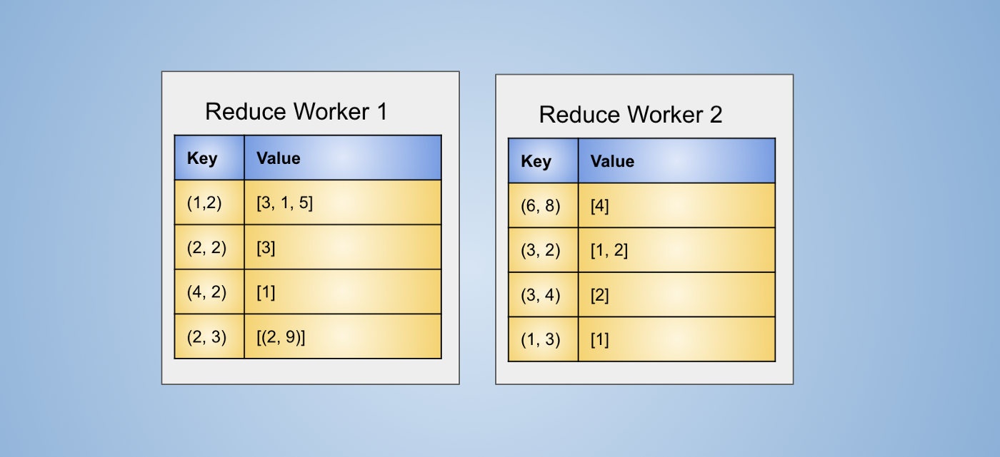 Reduce Worker 1
Key Value
(1,2) [3, 1, 5]
(2, 2) [3]
(4, 2) [1]
(2, 3) [(2, 9)]
Reduce Worker 2
Key Value
(6, 8) [4]
(3, 2) [1, 2]
(3, 4) [2]
(1, 3) [1]